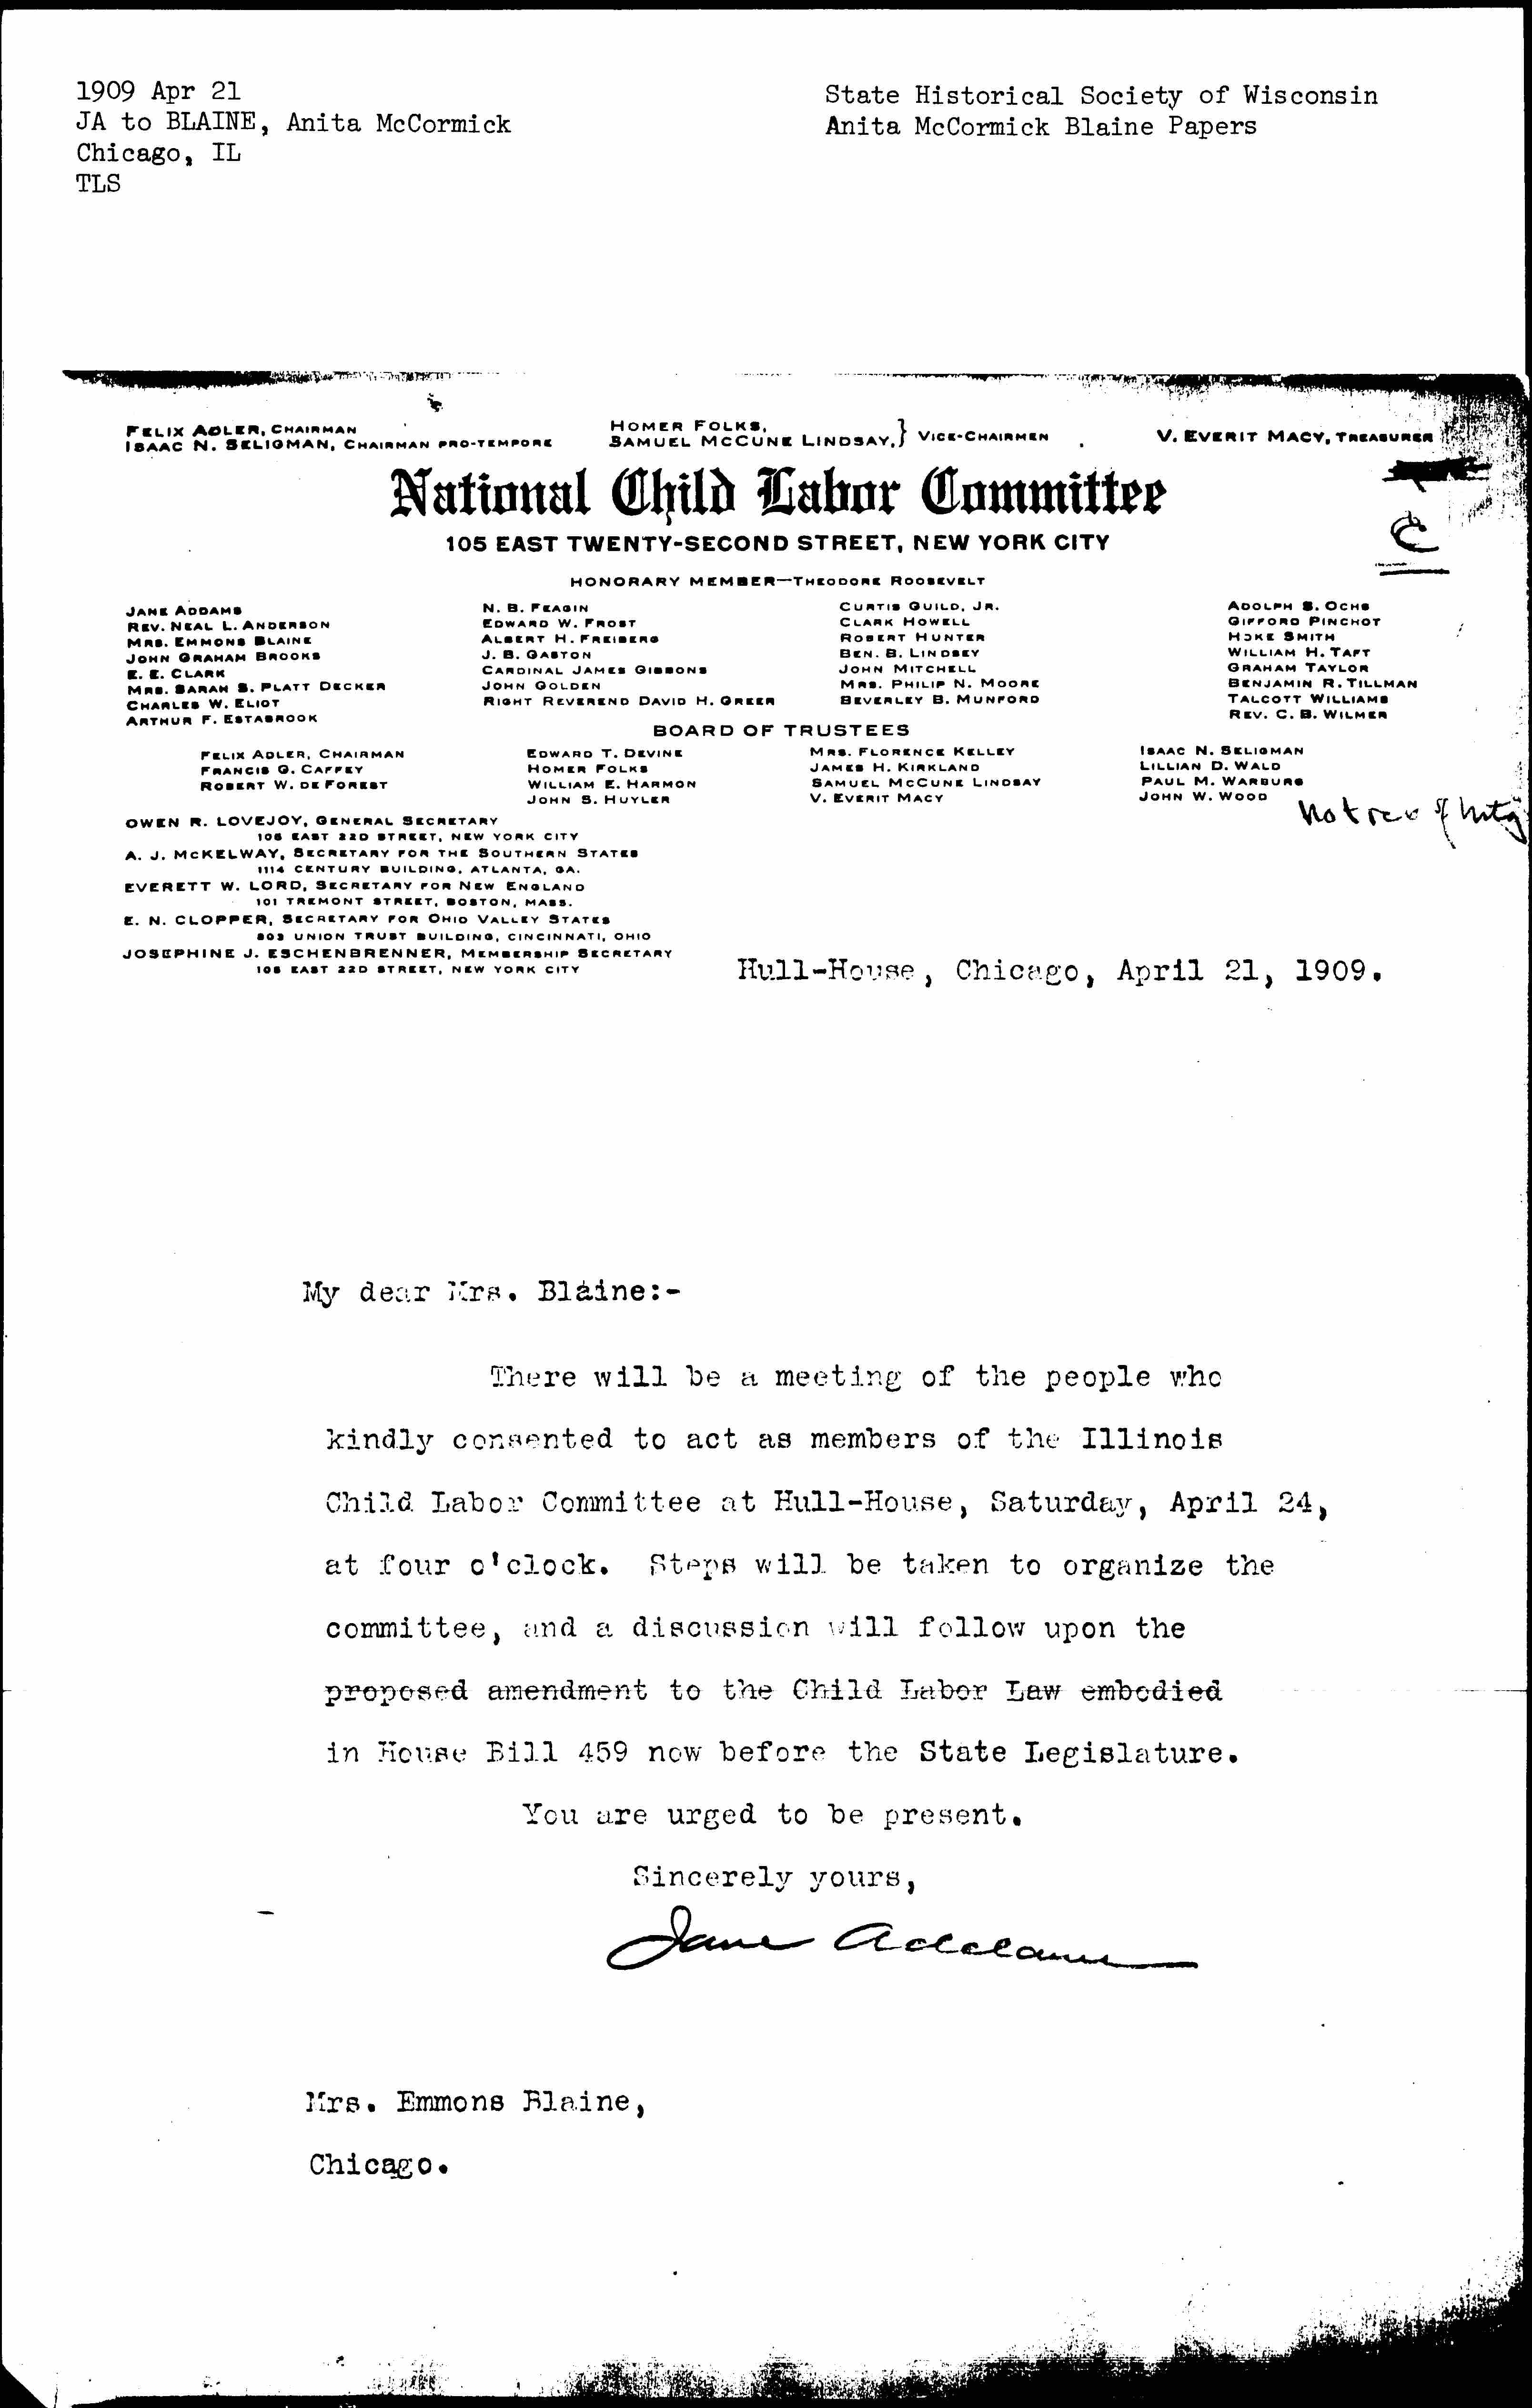 1909 Apr 21
JA to BLAINE, Anita McCormick
Chicago, IL
TLS
State Historical Society of Wisconsin
Anita McCormick Blaine Papers
FELIX ADLER, CHAIRMAN
ISAAC N. SELIGMAN, CHAIRMAN PRO-TEMPORE
HOMER FOLKS,
SAMUEL MCCUNE LINDSAY, } VICE-CHAIRMEN
V. EVERIT MACY, TREASURER
National Child Labor Committee
105 EAST TWENTY-SECOND STREET, NEW YORK CITY
C
HONORARY MEMBER—THEODORE ROOSEVELT
JANE ADDAMS
REV. NEAL L. ANDERSON
MRS. EMMONS BLAINE
JOHN GRAHAM BROOKS
E. E. CLARK
MRS. SARAH S. PLATT DECKER
CHARLES W. ELIOT
ARTHUR F. ESTABROOK
N. B. FEAGIN
EDWARD W. FROST
ALBERT H. FREIBERG
J. B. GASTON
CARDINAL JAMES GIBBONS
JOHN GOLDEN
RIGHT REVEREND DAVID H. GREER
CURTIS GUILD, JR.
CLARK HOWELL
ROBERT HUNTER
BEN. B. LINDSEY
JOHN MITCHELL
MRS. PHILIP N. MOORE
BEVERLEY B. MUNFORD
ADOLPH S. OCHS
GIFFORD PINCHOT
HOKE SMITH
WILLIAM H. TAFT
GRAHAM TAYLOR
BENJAMIN R. TILLMAN
TALCOTT WILLIAMS
REV. C. B. WILMER
BOARD OF TRUSTEES
FELIX ADLER, CHAIRMAN
FRANCIS G. CAFFEY
ROBERT W. DE FOREST
EDWARD T. DEVINE
HOMER FOLKS
WILLIAM E. HARMON
JOHN S. HUYLER
MRS. FLORENCE KELLEY
JAMES H. KIRKLAND
SAMUEL MCCUNE LINDSAY
V. EVERIT MACY
ISAAC N. SELIGMAN
LILLIAN D. WALD
PAUL M. WARBURG
JOHN W. WOOD
OWEN R. LOVEJOY, GENERAL SECRETARY
105 EAST 22D STREET, NEW YORK CITY
A. J. MCKELWAY, SECRETARY FOR THE SOUTHERN STATES
1114 CENTURY BUILDING, ATLANTA, GA.
EVERETT W. LORD, SECRETARY FOR NEW ENGLAND
101 TREMONT STREET, BOSTON, MASS.
E. N. CLOPPER, SECRETARY FOR OHIO VALLEY STATES
803 UNION TRUST BUILDING, CINCINNATI, OHIO
JOSEPHINE J. ESCHENBRENNER, MEMBERSHIP SECRETARY
105 EAST 22D STREET, NEW YORK CITY
Hull-House, Chicago, April 21, 1909.
My dear Mrs. Blaine:-
There will be a meeting of the people who
kindly consented to act as members of the Illinois
Child Labor Committee at Hull-House, Saturday, April 24,
at four o'clock. Steps will be taken to organize the
committee, and a discussion will follow upon the
proposed amendment to the Child Labor Law embodied
in House Bill 459 now before the State Legislature.
You are urged to be present.
Sincerely yours,
Jane Addams
Mrs. Emmons Blaine,
Chicago.